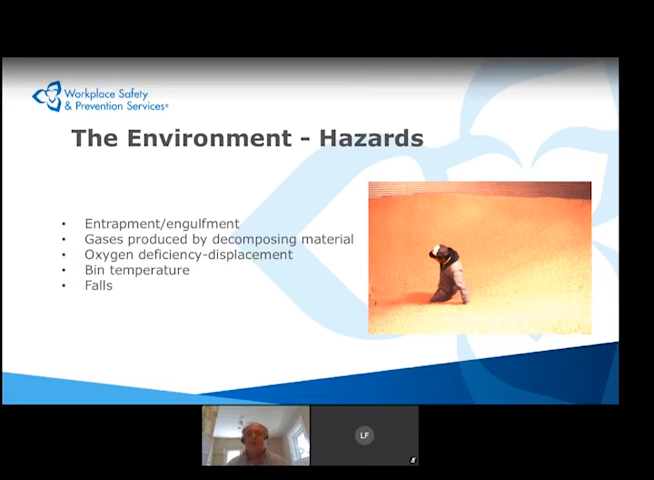 Workplace Safety
& Prevention Services®
The Environment - Hazards
• Entrapment/engulfment
• Gases produced by decomposing material
• Oxygen deficiency-displacement
• Bin temperature
• Falls
LF